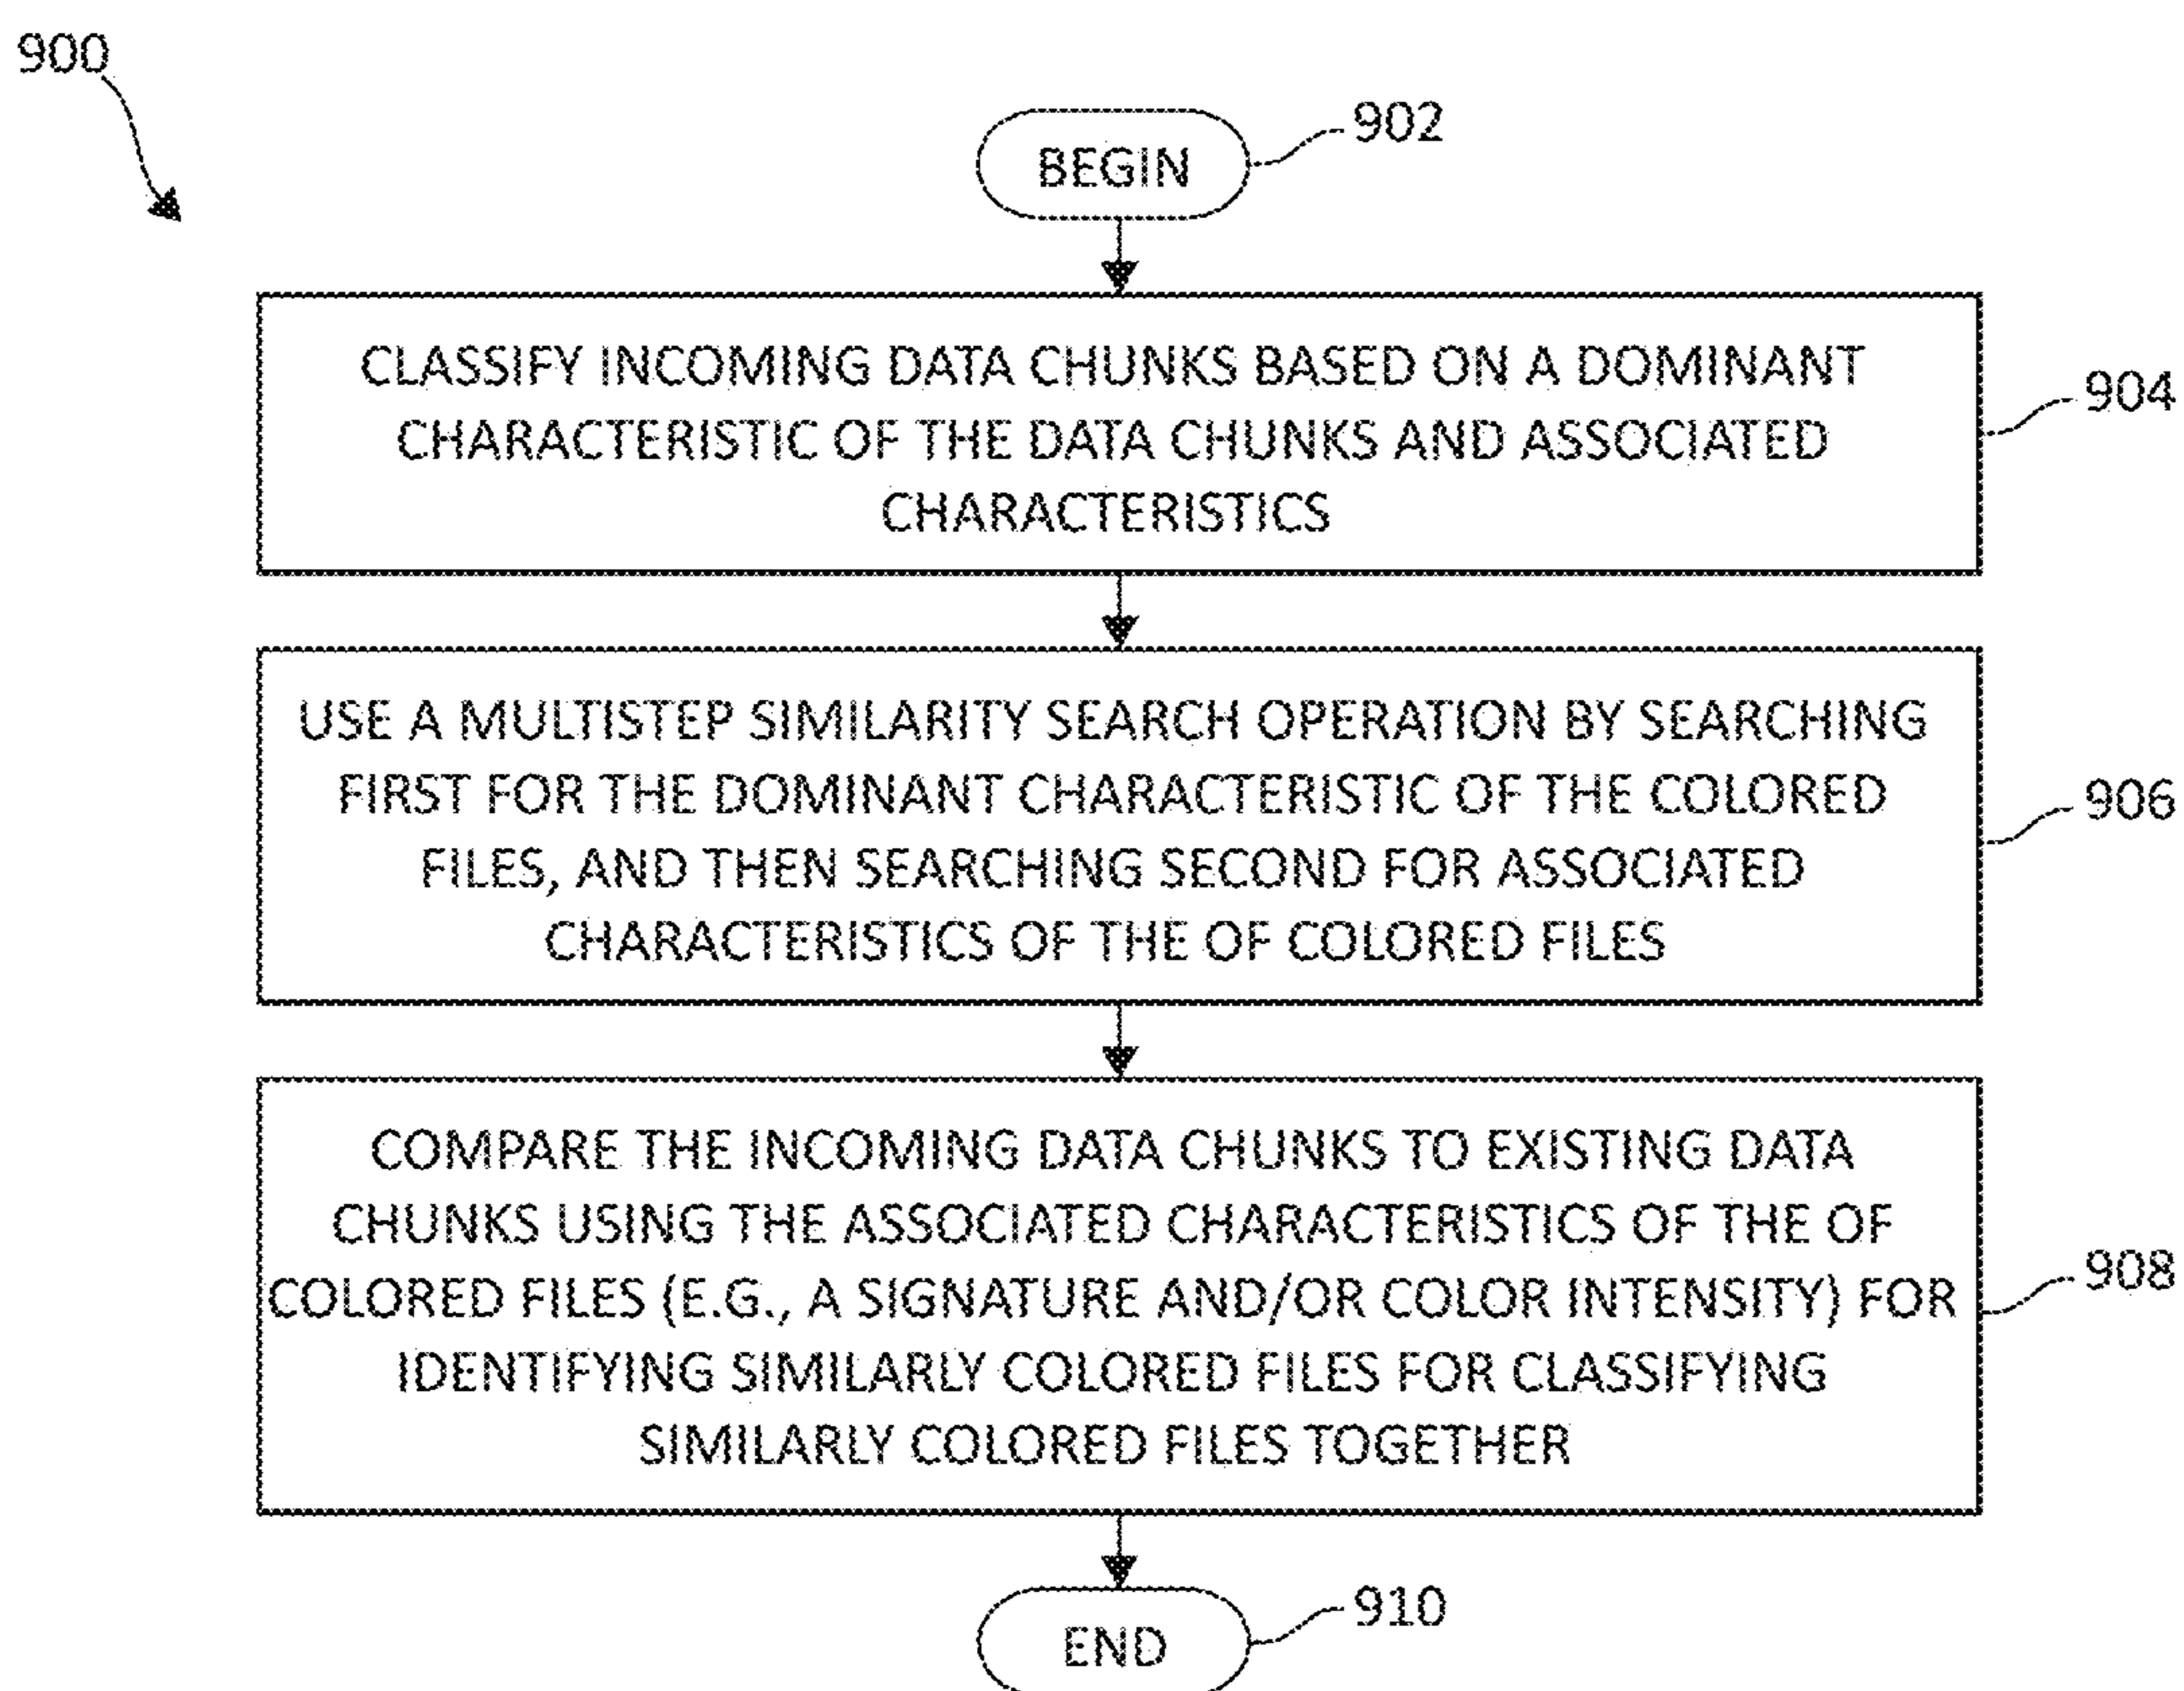 900
BEGIN
902
CLASSIFY INCOMING DATA CHUNKS BASED ON A DOMINANT
CHARACTERISTIC OF THE DATA CHUNKS AND ASSOCIATED
CHARACTERISTICS
904
USE A MULTISTEP SIMILARITY SEARCH OPERATION BY SEARCHING
FIRST FOR THE DOMINANT CHARACTERISTIC OF THE COLORED
FILES, AND THEN SEARCHING SECOND FOR ASSOCIATED
CHARACTERISTICS OF THE OF COLORED FILES
906
COMPARE THE INCOMING DATA CHUNKS TO EXISTING DATA
CHUNKS USING THE ASSOCIATED CHARACTERISTICS OF THE OF
COLORED FILES (E.G., A SIGNATURE AND/OR COLOR INTENSITY) FOR
IDENTIFYING SIMILARLY COLORED FILES FOR CLASSIFYING
SIMILARLY COLORED FILES TOGETHER
908
END
910